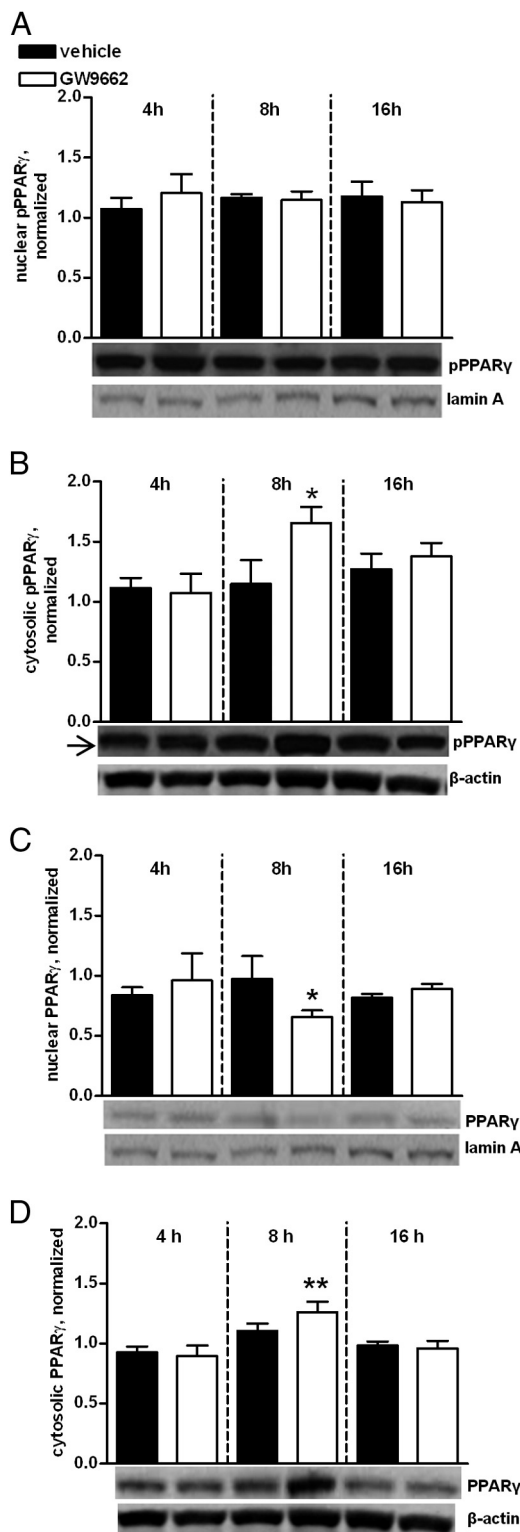 A
vehicle
GW9662
nuclear pPPARγ,
normalized
2.0
1.5
1.0
0.5
0.0
4h
8h
16h
pPPARγ
lamin A
B
cytosolic pPPARγ,
normalized
2.0
1.5
1.0
0.5
0.0
4h
8h
16h
*
pPPARγ
β-actin
C
nuclear PPARγ, normalized
2.0
1.5
1.0
0.5
0.0
4h
8h
16h
*
PPARγ
lamin A
D
cytosolic PPARγ, normalized
2.0
1.5
1.0
0.5
0.0
4 h
8 h
16 h
**
PPARγ
β-actin